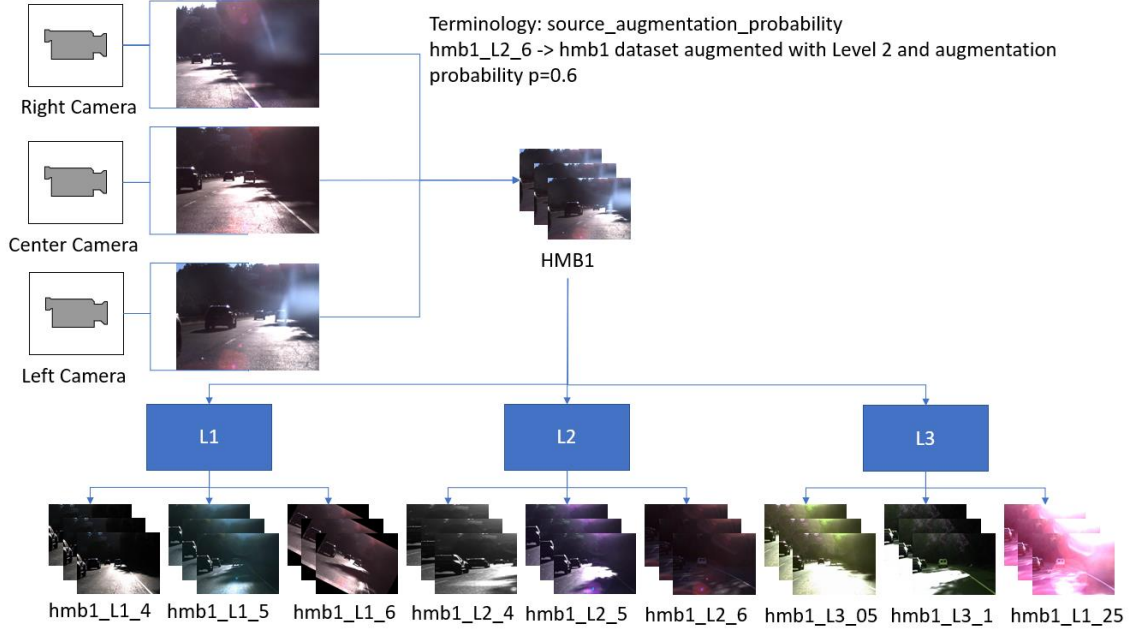 Terminology: source_augmentation_probability
hmb1_L2_6 -> hmb1 dataset augmented with Level 2 and augmentation
probability p=0.6
Right Camera
Center Camera
Left Camera
HMB1
L1
L2
L3
hmb1_L1_4
hmb1_L1_5
hmb1_L1_6
hmb1_L2_4
hmb1_L2_5
hmb1_L2_6
hmb1_L3_05
hmb1_L3_1
hmb1_L1_25